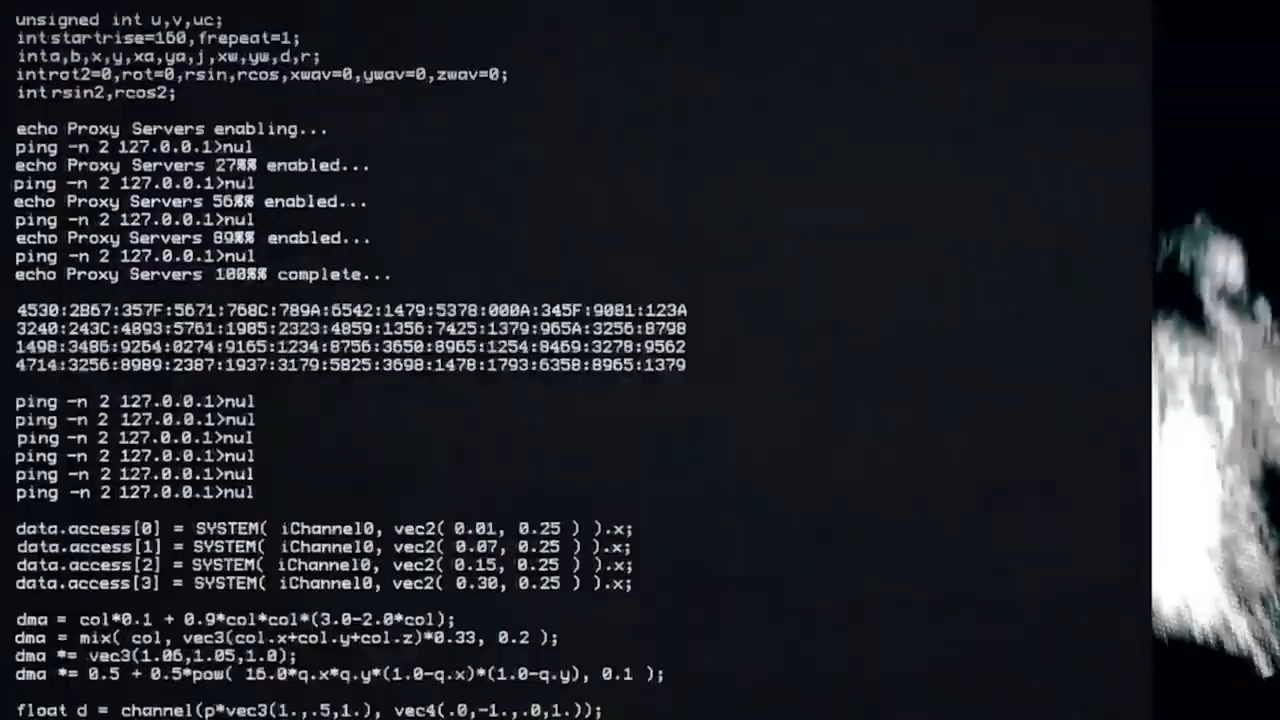 unsigned int u,v,uc;
int startrise=160,frepeat=1;
int a,b,x,y,xa,ya,j,xw,yw,d,r;
int rot2=0,rot=0,rsin,rcos,xwav=0,ywav=0,zwav=0;
int rsin2,rcos2;
echo Proxy Servers enabling...
ping -n 2 127.0.0.1>nul
echo Proxy Servers 27%% enabled...
ping -n 2 127.0.0.1>nul
echo Proxy Servers 56%% enabled...
ping -n 2 127.0.0.1>nul
echo Proxy Servers 89%% enabled...
ping -n 2 127.0.0.1>nul
echo Proxy Servers 100%% complete...
4530:2B67:357F:5671:768C:789A:6542:1479:5378:000A:345F:9081:123A
3240:243C:4893:5761:1985:2323:4859:1356:7425:1379:965A:3256:8798
1498:3486:9264:0274:9165:1234:8756:3650:8965:1254:8469:3278:9562
4714:3256:8989:2387:1937:3179:5825:3698:1478:1793:6358:8965:1379
ping -n 2 127.0.0.1>nul
ping -n 2 127.0.0.1>nul
ping -n 2 127.0.0.1>nul
ping -n 2 127.0.0.1>nul
ping -n 2 127.0.0.1>nul
ping -n 2 127.0.0.1>nul
data.access[0] = SYSTEM( iChannel0, vec2( 0.01, 0.25 ) ).x;
data.access[1] = SYSTEM( iChannel0, vec2( 0.07, 0.25 ) ).x;
data.access[2] = SYSTEM( iChannel0, vec2( 0.15, 0.25 ) ).x;
data.access[3] = SYSTEM( iChannel0, vec2( 0.30, 0.25 ) ).x;
dma = col*0.1 + 0.9*col*col*(3.0-2.0*col);
dma = mix( col, vec3(col.x+col.y+col.z)*0.33, 0.2 );
dma *= vec3(1.06,1.05,1.0);
dma *= 0.5 + 0.5*pow( 16.0*q.x*q.y*(1.0-q.x)*(1.0-q.y), 0.1 );
float d = channel(p*vec3(1.,.5,1.), vec4(.0,-1.,.0,1.));